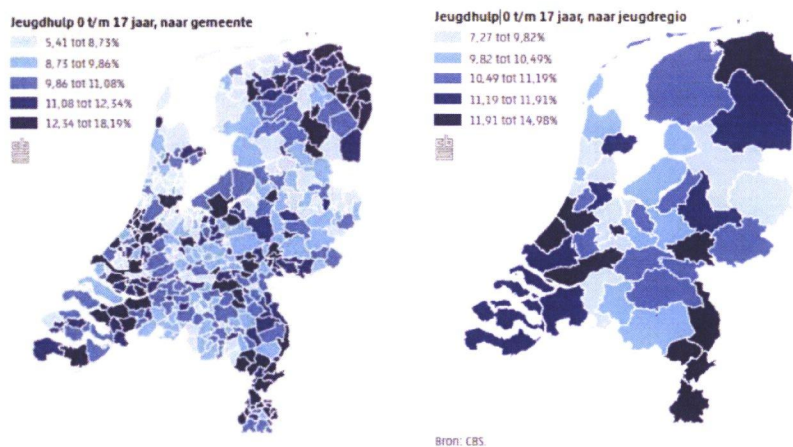 Jeugdhulp 0 t/m 17 jaar, naar gemeente
5,41 tot 8,73%
8,73 tot 9,86%
9,86 tot 11,08%
11,08 tot 12,34%
12,34 tot 18,19%
Jeugdhulp|0 t/m 17 jaar, naar jeugdregio
7,27 tot 9,82%
9,82 tot 10,49%
10,49 tot 11,19%
11,19 tot 11,91%
11,91 tot 14,98%
Bron: CBS.